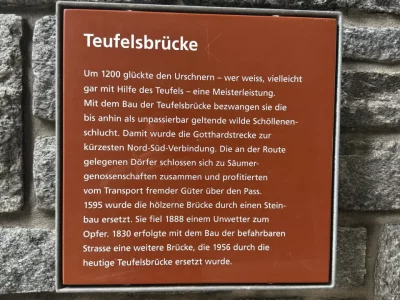 Teufelsbrücke
Um 1200 glückte den Urschnern – wer weiss, vielleicht
gar mit Hilfe des Teufels – eine Meisterleistung.
Mit dem Bau der Teufelsbrücke bezwangen sie die
bis anhin als unpassierbar geltende wilde Schöllenen-
schlucht. Damit wurde die Gotthardstrecke zur
kürzesten Nord-Süd-Verbindung. Die an der Route
gelegenen Dörfer schlossen sich zu Säumer-
genossenschaften zusammen und profitierten
vom Transport fremder Güter über den Pass.
1595 wurde die hölzerne Brücke durch einen Stein-
bau ersetzt. Sie fiel 1888 einem Unwetter zum
Opfer. 1830 erfolgte mit dem Bau der befahrbaren
Strasse eine weitere Brücke, die 1956 durch die
heutige Teufelsbrücke ersetzt wurde.